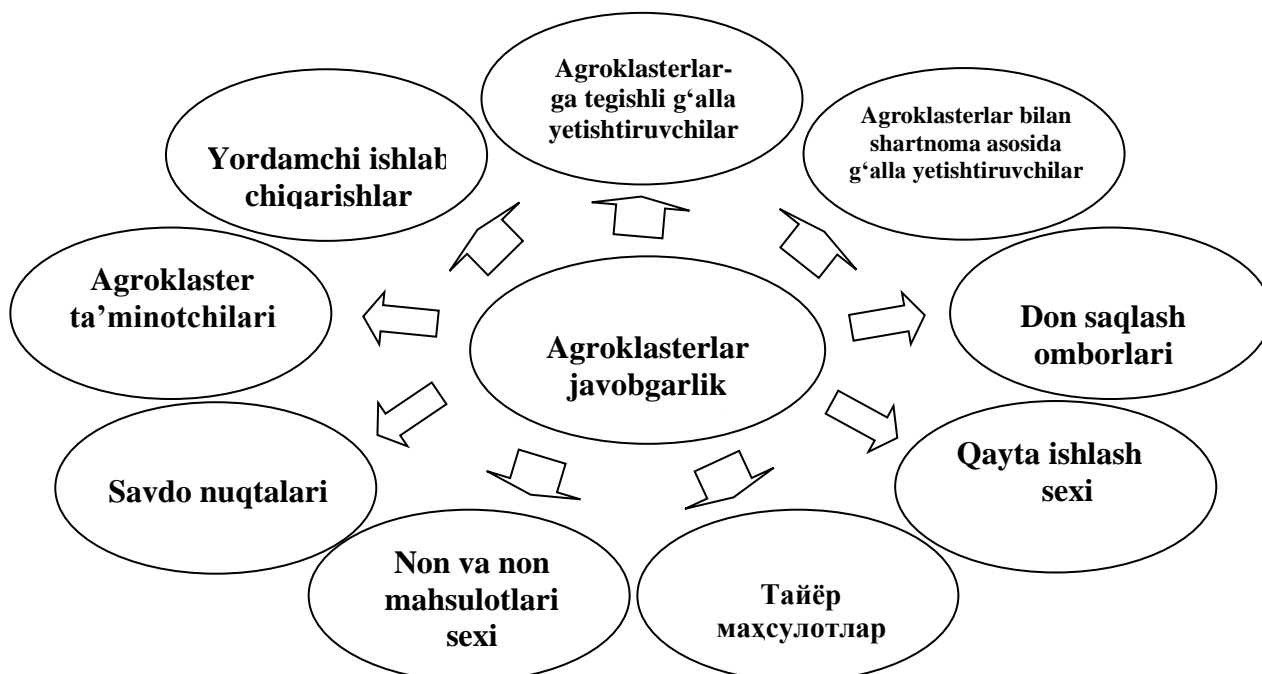 Agroklasterlar-
ga tegishli g‘alla
yetishtiruvchilar
Agroklasterlar bilan
shartnoma asosida
g‘alla yetishtiruvchilar
Yordamchi ishlab
chiqarishlar
Agroklaster
ta’minotchilari
Don saqlash
omborlari
Agroklasterlar
javobgarlik
Qayta ishlash
sexi
Savdo nuqtalari
Non va non
mahsulotlari
sexi
Тайёр
маҳсулотлар